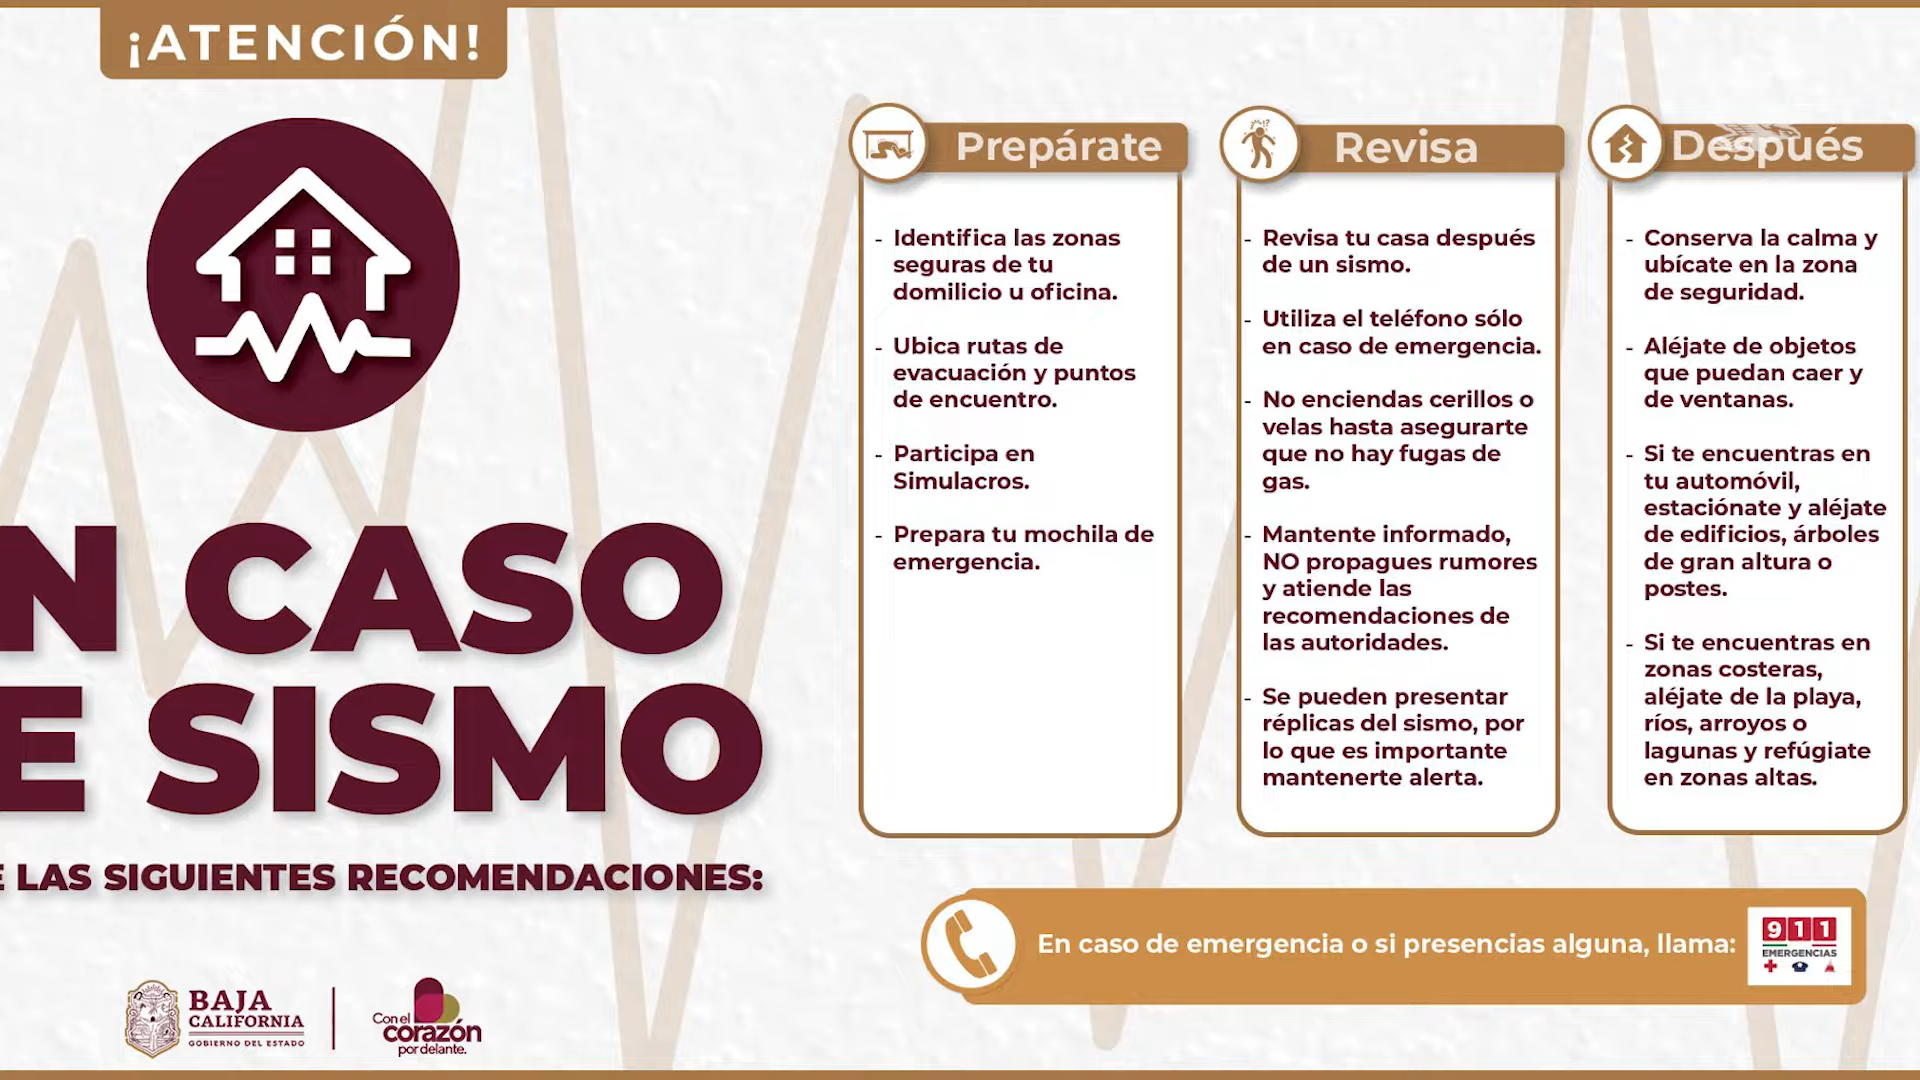 ¡ATENCIÓN!
N CASO
E SISMO
E LAS SIGUIENTES RECOMENDACIONES:
BAJA
CALIFORNIA
GOBIERNO DEL ESTADO
Con el
corazón
por delante.
Prepárate
- Identifica las zonas
seguras de tu
domilicio u oficina.
- Ubica rutas de
evacuación y puntos
de encuentro.
- Participa en
Simulacros.
- Prepara tu mochila de
emergencia.
Revisa
- Revisa tu casa después
de un sismo.
- Utiliza el teléfono sólo
en caso de emergencia.
- No enciendas cerillos o
velas hasta asegurarte
que no hay fugas de
gas.
- Mantente informado,
NO propagues rumores
y atiende las
recomendaciones de
las autoridades.
- Se pueden presentar
réplicas del sismo, por
lo que es importante
mantenerte alerta.
Después
- Conserva la calma y
ubícate en la zona
de seguridad.
- Aléjate de objetos
que puedan caer y
de ventanas.
- Si te encuentras en
tu automóvil,
estaciónate y aléjate
de edificios, árboles
de gran altura o
postes.
- Si te encuentras en
zonas costeras,
aléjate de la playa,
ríos, arroyos o
lagunas y refúgiate
en zonas altas.
En caso de emergencia o si presencias alguna, llama:
911
EMERGENCIAS